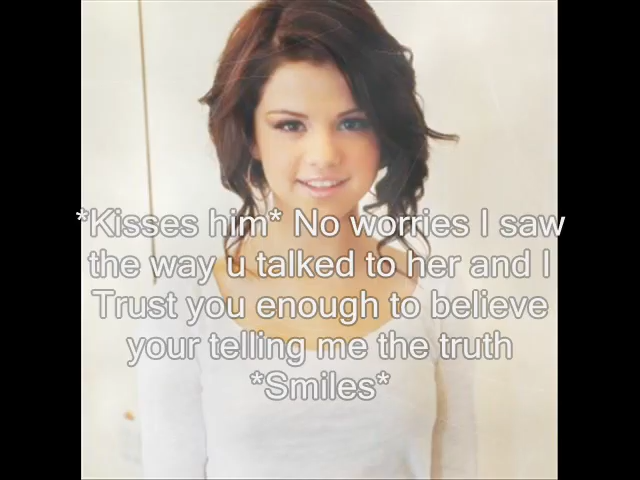 *Kisses him* No worries I saw
the way u talked to her and I
Trust you enough to believe
your telling me the truth
*Smiles*